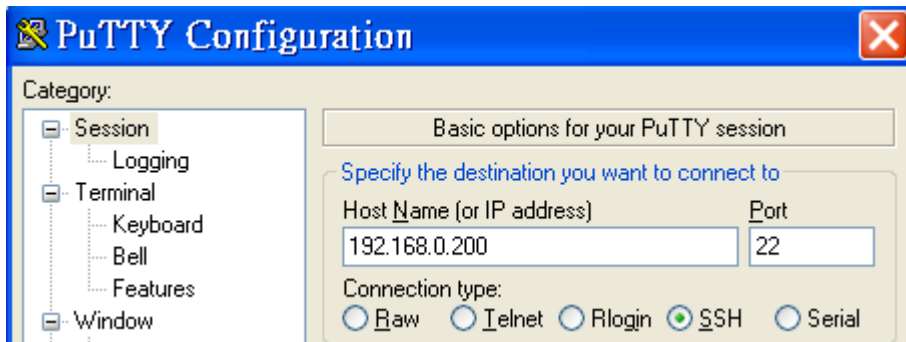 PuTTY Configuration
Category:
Session
Logging
Terminal
Keyboard
Bell
Features
Window
Basic options for your PuTTY session
Specify the destination you want to connect to
Host Name (or IP address) Port
192.168.0.200 22
Connection type:
Raw Telnet Rlogin SSH Serial